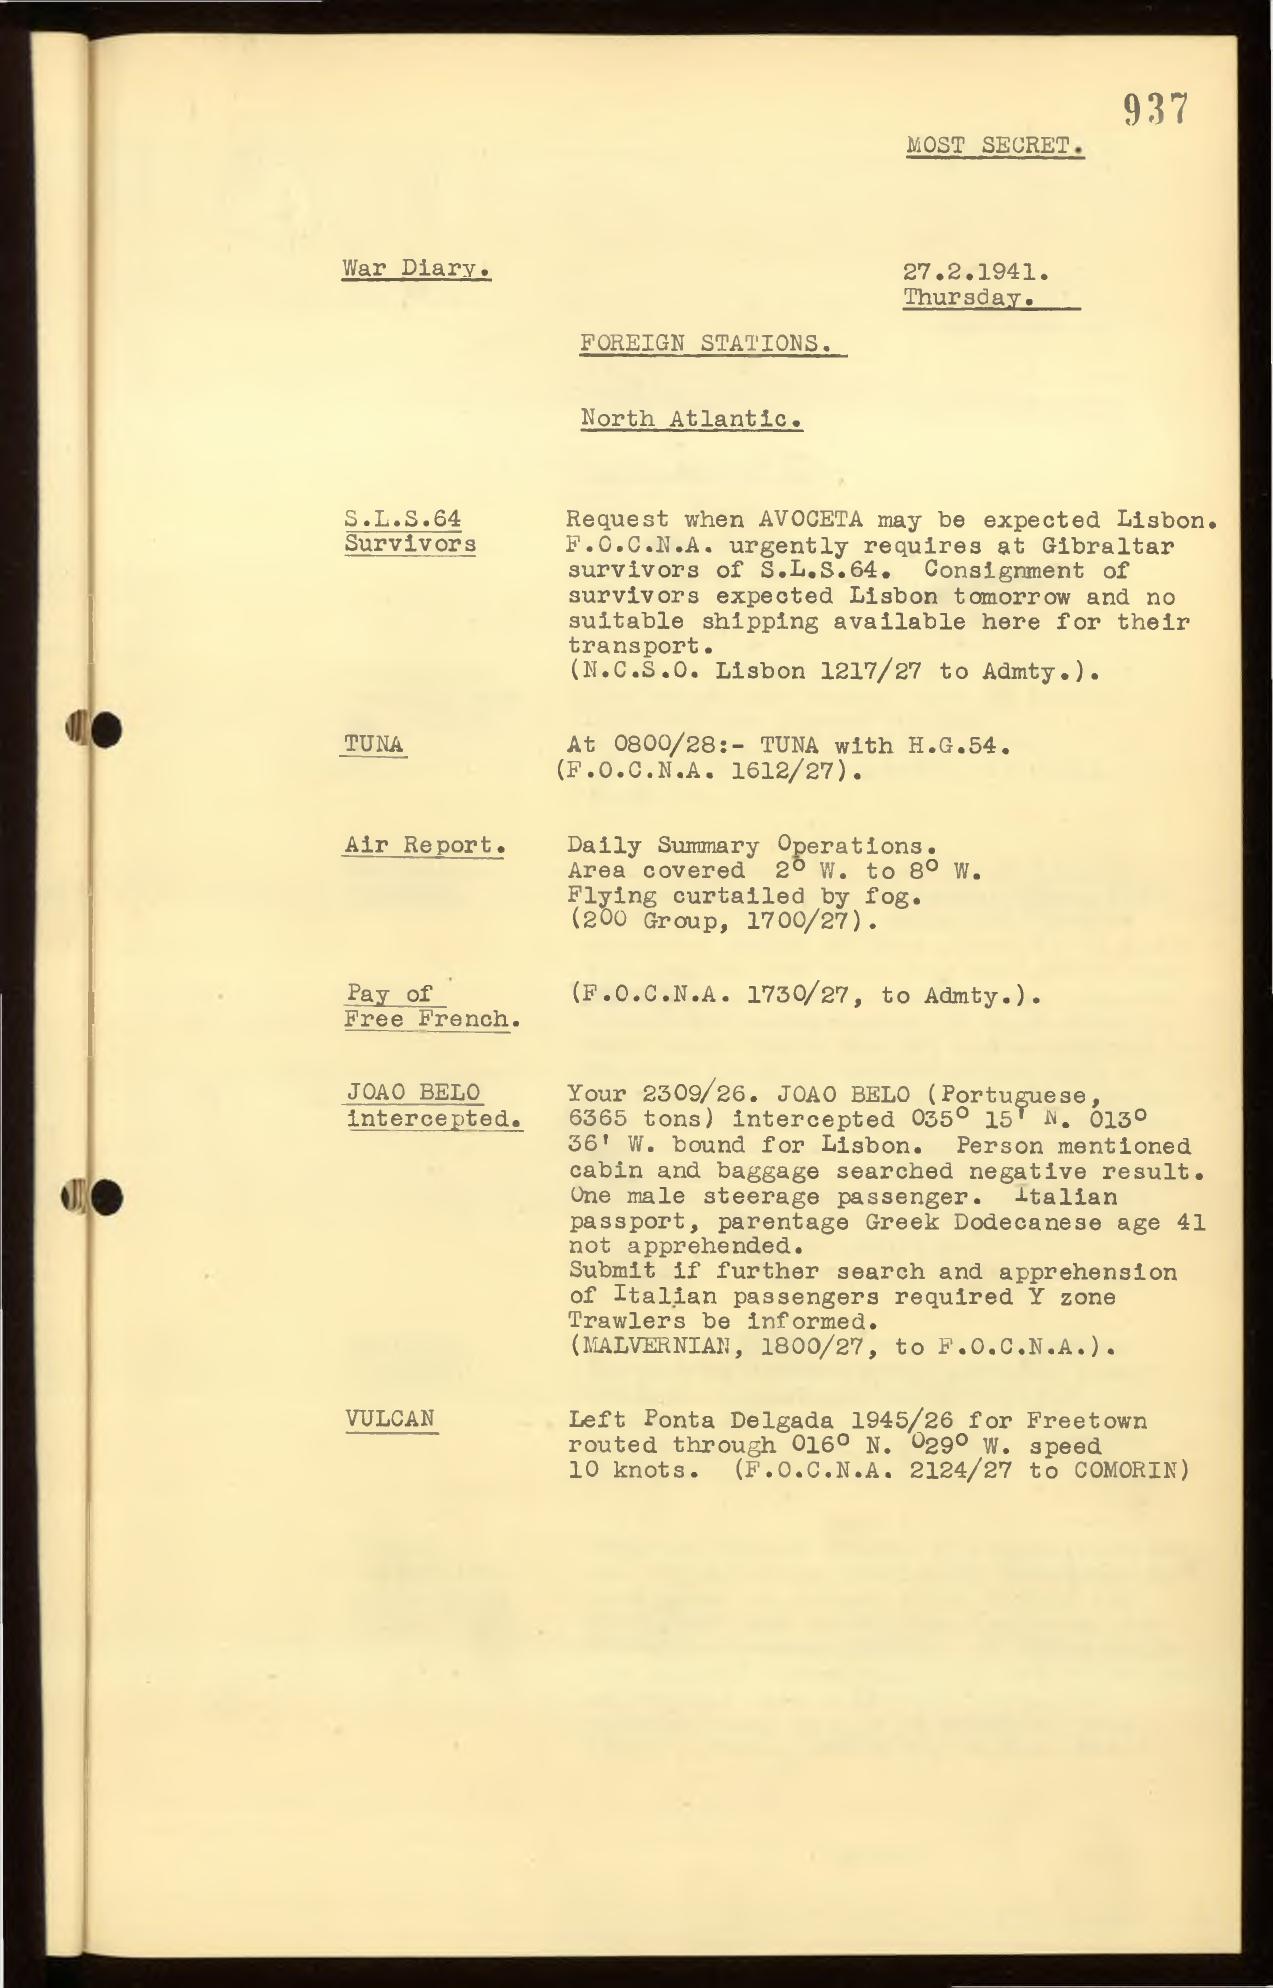 937
MOST SECRET.
War Diary.
27.2.1941.
Thursday.
FOREIGN STATIONS.
North Atlantic.
S.L.S.64 Request when AVOCETA may be expected Lisbon.
Survivors F.O.C.N.A. urgently requires at Gibraltar
survivors of S.L.S.64. Consignment of
survivors expected Lisbon tomorrow and no
suitable shipping available here for their
transport.
(N.C.S.O. Lisbon 1217/27 to Admty.).
TUNA At 0800/28:- TUNA with H.G.54.
(F.O.C.N.A. 1612/27).
Air Report. Daily Summary Operations.
Area covered 2° W. to 8° W.
Flying curtailed by fog.
(200 Group, 1700/27).
Pay of (F.O.C.N.A. 1730/27, to Admty.).
Free French.
JOAO BELO Your 2309/26. JOAO BELO (Portuguese,
intercepted. 6365 tons) intercepted 035° 15' N. 013°
36' W. bound for Lisbon. Person mentioned
cabin and baggage searched negative result.
One male steerage passenger. Italian
passport, parentage Greek Dodecanese age 41
not apprehended.
Submit if further search and apprehension
of Italian passengers required Y zone
Trawlers be informed.
(MALVERNIAN, 1800/27, to F.O.C.N.A.).
VULCAN Left Ponta Delgada 1945/26 for Freetown
routed through 016° N. 029° W. speed
10 knots. (F.O.C.N.A. 2124/27 to COMORIN)